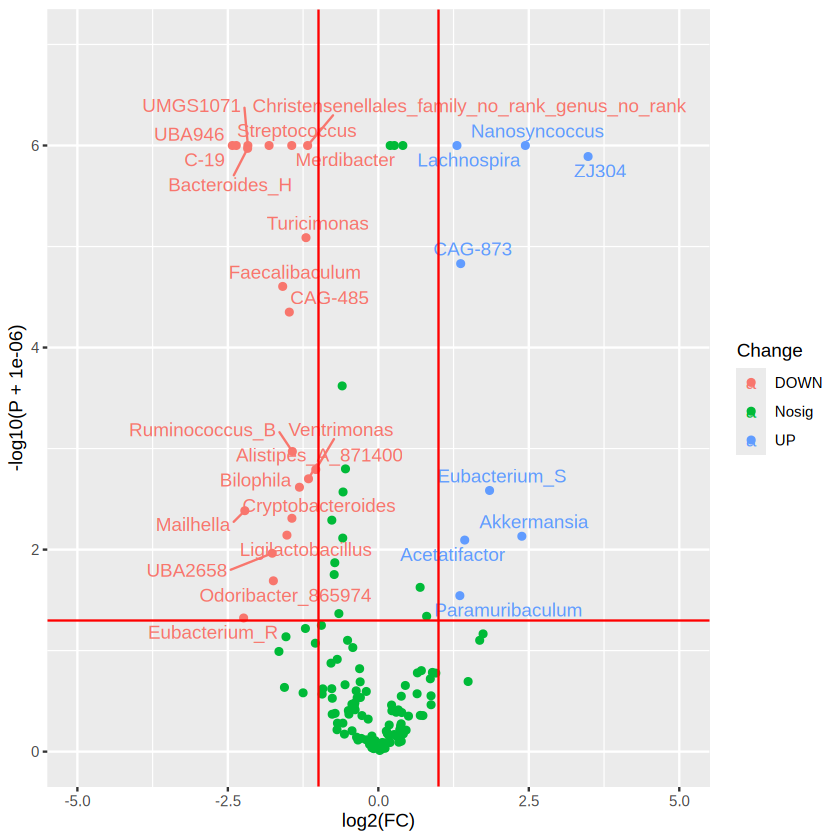 UMGS1071
Christensenellales_family_no_rank_genus_no_rank
UBA946
Streptococcus
Nanosyncoccus
C-19
Merdibacter
Lachnospira
ZJ304
Bacteroides_H
Turicimonas
CAG-873
Faecalibaculum
CAG-485
Ruminococcus_B
Ventrimonas
Alistipes_A_871400
Bilophila
Eubacterium_S
Cryptobacteroides
Mailhella
Akkermansia
Ligilactobacillus
Acetatifactor
UBA2658
Odoribacter_865974
Paramuribaculum
Eubacterium_R
6
4
2
0
-5.0
-2.5
0.0
2.5
5.0
log2(FC)
-log10(P + 1e-06)
Change
DOWN
Nosig
UP